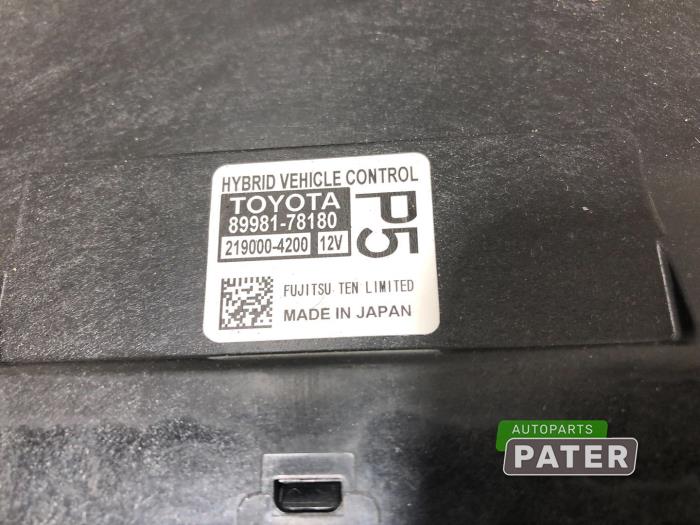 HYBRID VEHICLE CONTROL
TOYOTA
89981-78180
219000-4200 12V
P5
FUJITSU TEN LIMITED
MADE IN JAPAN
AUTOPARTS
PATER